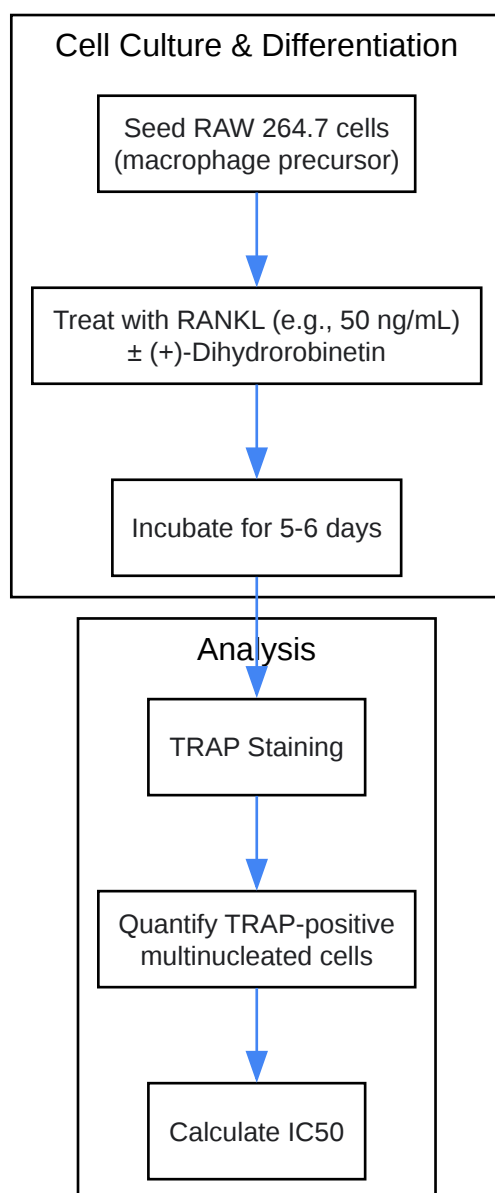 Cell Culture & Differentiation
Seed RAW 264.7 cells
(macrophage precursor)
Treat with RANKL (e.g., 50 ng/mL)
± (+)-Dihydrorobinetin
Incubate for 5-6 days
Analysis
TRAP Staining
Quantify TRAP-positive
multinucleated cells
Calculate IC50